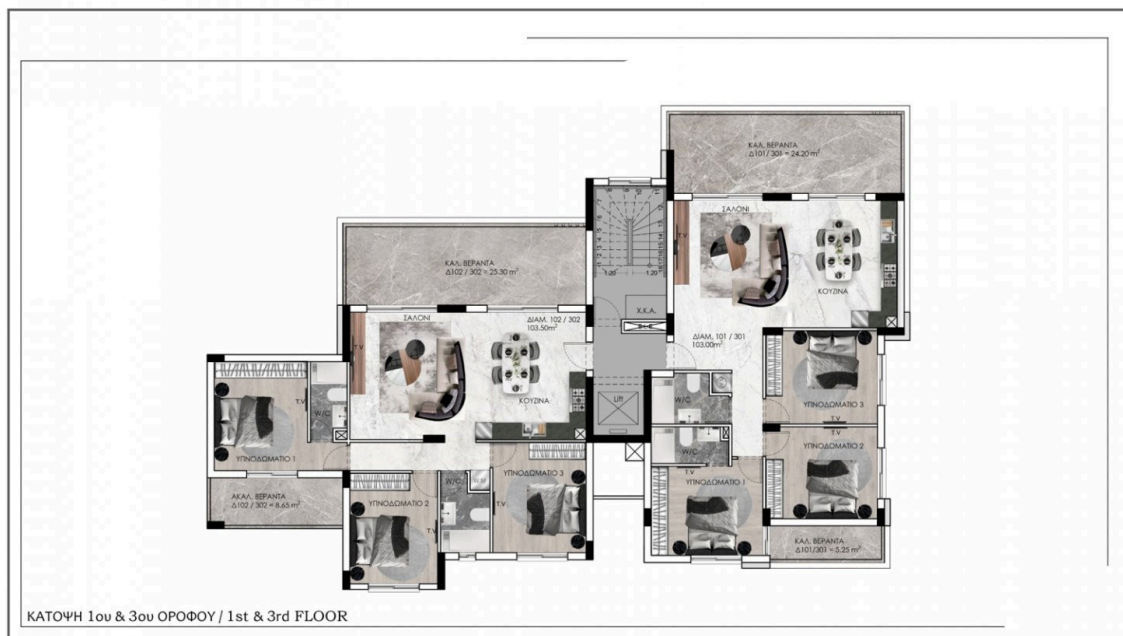 ΚΑΛ. ΒΕΡΑΝΤΑ
Δ101/ 301 = 24.20 m²
ΣΑΛΟΝΙ
T.V
ΚΟΥΖΙΝΑ
ΚΑΛ. ΒΕΡΑΝΤΑ
Δ102 / 302 = 25.30 m²
1:20
1:20
Χ.Κ.Α.
ΣΑΛΟΝΙ
ΔΙΑΜ. 102 / 302
103.50m²
ΔΙΑΜ. 101 / 301
103.00m²
T.V
ΚΟΥΖΙΝΑ
Lift
W/C
ΥΠΝΟΔΩΜΑΤΙΟ 3
T.V
T.V
W/C
ΥΠΝΟΔΩΜΑΤΙΟ 1
T.V
ΥΠΝΟΔΩΜΑΤΙΟ 2
W/C
ΥΠΝΟΔΩΜΑΤΙΟ 3
W/C
T.V
ΥΠΝΟΔΩΜΑΤΙΟ 1
ΑΚΑΛ. ΒΕΡΑΝΤΑ
Δ102 / 302 = 8.65 m²
ΥΠΝΟΔΩΜΑΤΙΟ 2
T.V
T.V
ΚΑΛ. ΒΕΡΑΝΤΑ
Δ101/301 = 5.25 m²
ΚΑΤΟΨΗ 1ου & 3ου ΟΡΟΦΟΥ / 1st & 3rd FLOOR